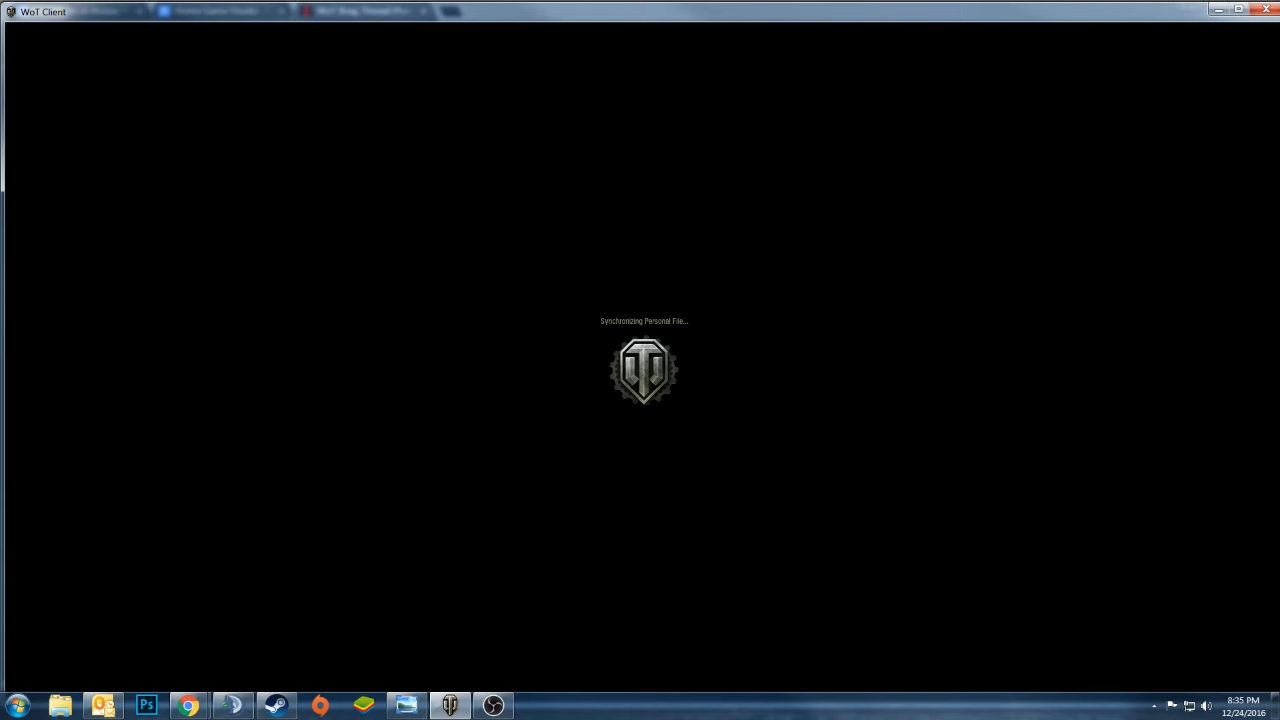 WoT Client
Synchronizing Personal File...
Ps
8:35 PM
12/24/2016